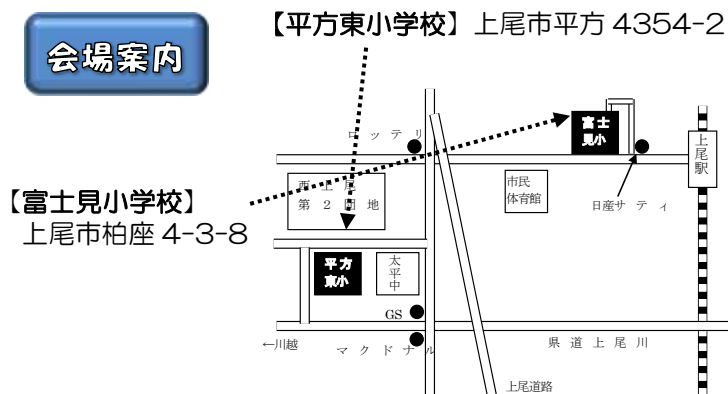 会場案内
【平方東小学校】上尾市平方 4354-2
ロ ッ テ リ
富 士
見小
上尾駅
西 上 尾
第 2 団 地
市民
体育館
日産サ テ ィ
【富士見小学校】
上尾市柏座 4-3-8
平方
東小
太平中
GS
←川越
マ ク ド ナ ル
県 道 上 尾 川
上尾道路